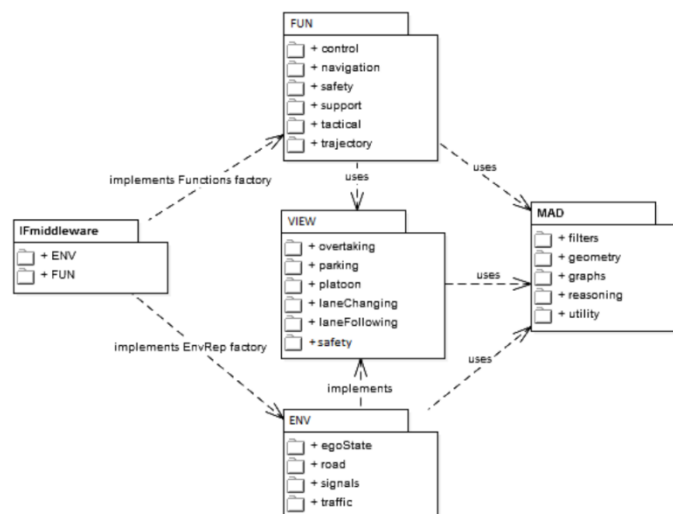 FUN
+ control
+ navigation
+ safety
+ support
+ tactical
+ trajectory
implements Functions factory
uses
uses
IFmiddleware
+ ENV
+ FUN
VIEW
+ overtaking
+ parking
+ platoon
+ laneChanging
+ laneFollowing
+ safety
uses
MAD
+ filters
+ geometry
+ graphs
+ reasoning
+ utility
implements EnvRep factory
implements
uses
ENV
+ egoState
+ road
+ signals
+ traffic